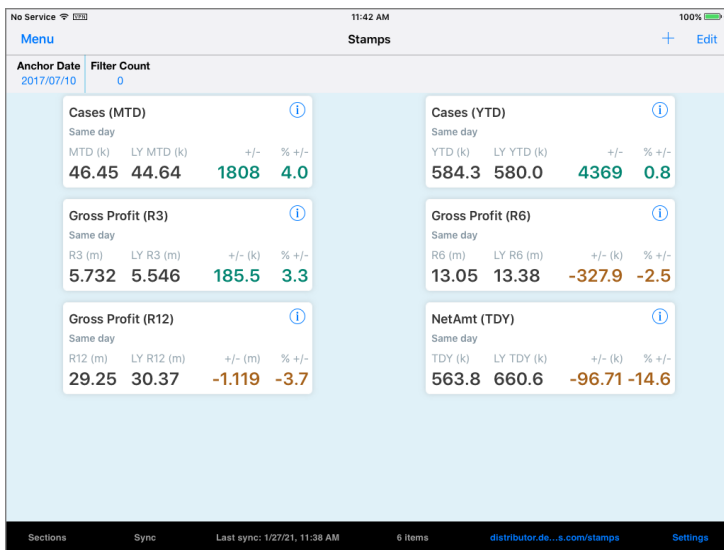 No Service VPN 11:42 AM 100%
Menu Stamps + Edit
Anchor Date Filter Count
2017/07/10 0
Cases (MTD)
Same day
MTD (k) LY MTD (k) +/- % +/-
46.45 44.64 1808 4.0
Cases (YTD)
Same day
YTD (k) LY YTD (k) +/- % +/-
584.3 580.0 4369 0.8
Gross Profit (R3)
Same day
R3 (m) LY R3 (m) +/- (k) % +/-
5.732 5.546 185.5 3.3
Gross Profit (R6)
Same day
R6 (m) LY R6 (m) +/- (k) % +/-
13.05 13.38 -327.9 -2.5
Gross Profit (R12)
Same day
R12 (m) LY R12 (m) +/- (m) % +/-
29.25 30.37 -1.119 -3.7
NetAmt (TDY)
Same day
TDY (k) LY TDY (k) +/- (k) % +/-
563.8 660.6 -96.71 -14.6
Sections Sync Last sync: 1/27/21, 11:38 AM 6 items distributor.de...s.com/stamps Settings